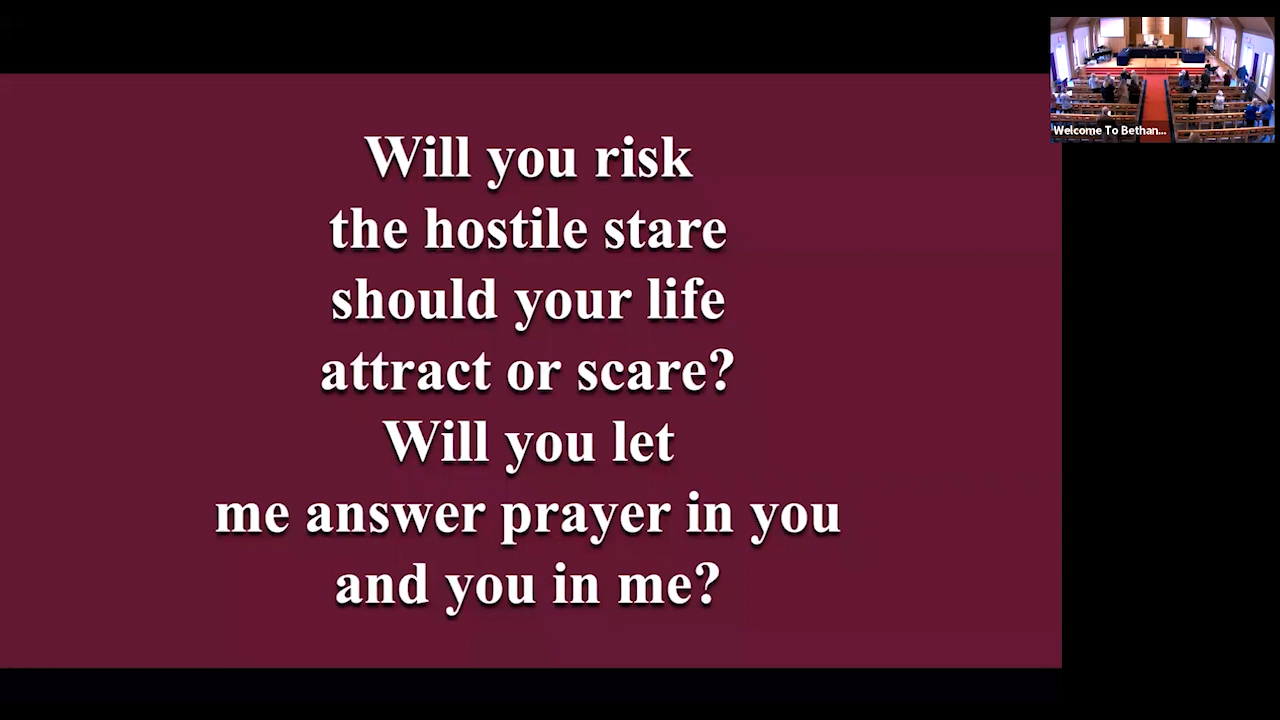 Will you risk
the hostile stare
should your life
attract or scare?
Will you let
me answer prayer in you
and you in me?
Welcome To Bethan...